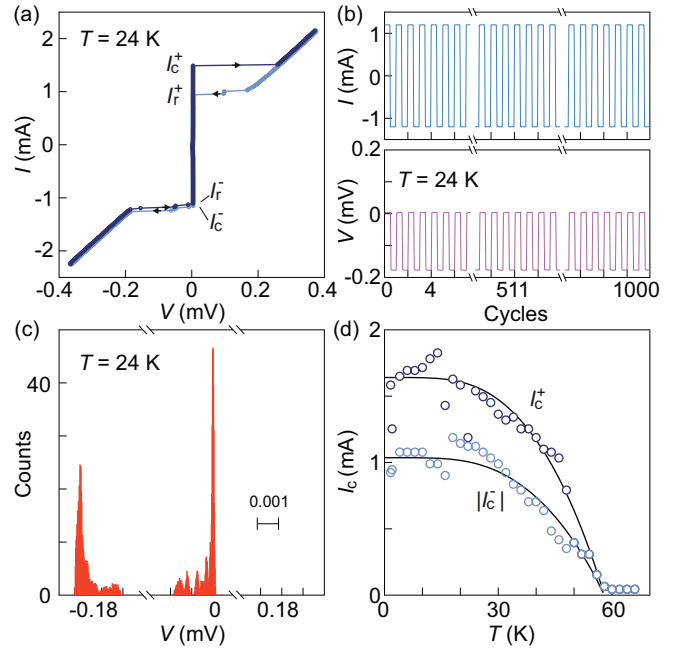 (a)
T = 24 K
I_c^+
I_r^+
I_r^-
I_c^-
2
1
0
-1
-2
I (mA)
-0.4 -0.2 0 0.2 0.4
V (mV)
(b)
1
0
-1
I (mA)
0.2
0
-0.2
V (mV)
T = 24 K
0 4 511 1000
Cycles
(c)
T = 24 K
40
20
0
Counts
0.001
-0.18 0 0.18
V (mV)
(d)
2
1
0
I_c (mA)
I_c^+
|I_c^-|
0 30 60
T (K)